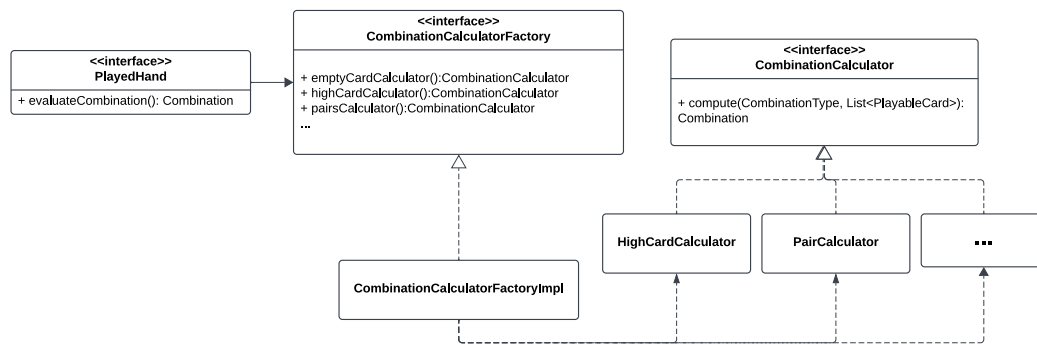 <<interface>>
PlayedHand
+ evaluateCombination(): Combination
<<interface>>
CombinationCalculatorFactory
+ emptyCardCalculator():CombinationCalculator
+ highCardCalculator():CombinationCalculator
+ pairsCalculator():CombinationCalculator
...
<<interface>>
CombinationCalculator
+ compute(CombinationType, List<PlayableCard>):
Combination
HighCardCalculator
PairCalculator
...
CombinationCalculatorFactoryImpl